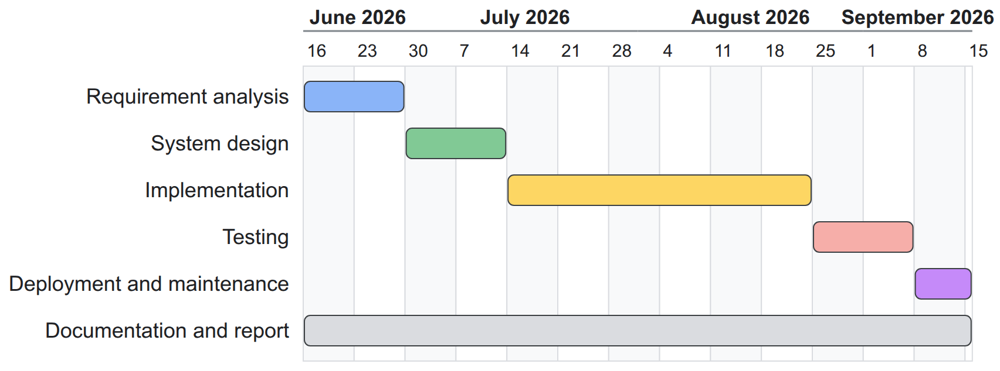 June 2026 July 2026 August 2026 September 2026
16 23 30 7 14 21 28 4 11 18 25 1 8 15
Requirement analysis
System design
Implementation
Testing
Deployment and maintenance
Documentation and report